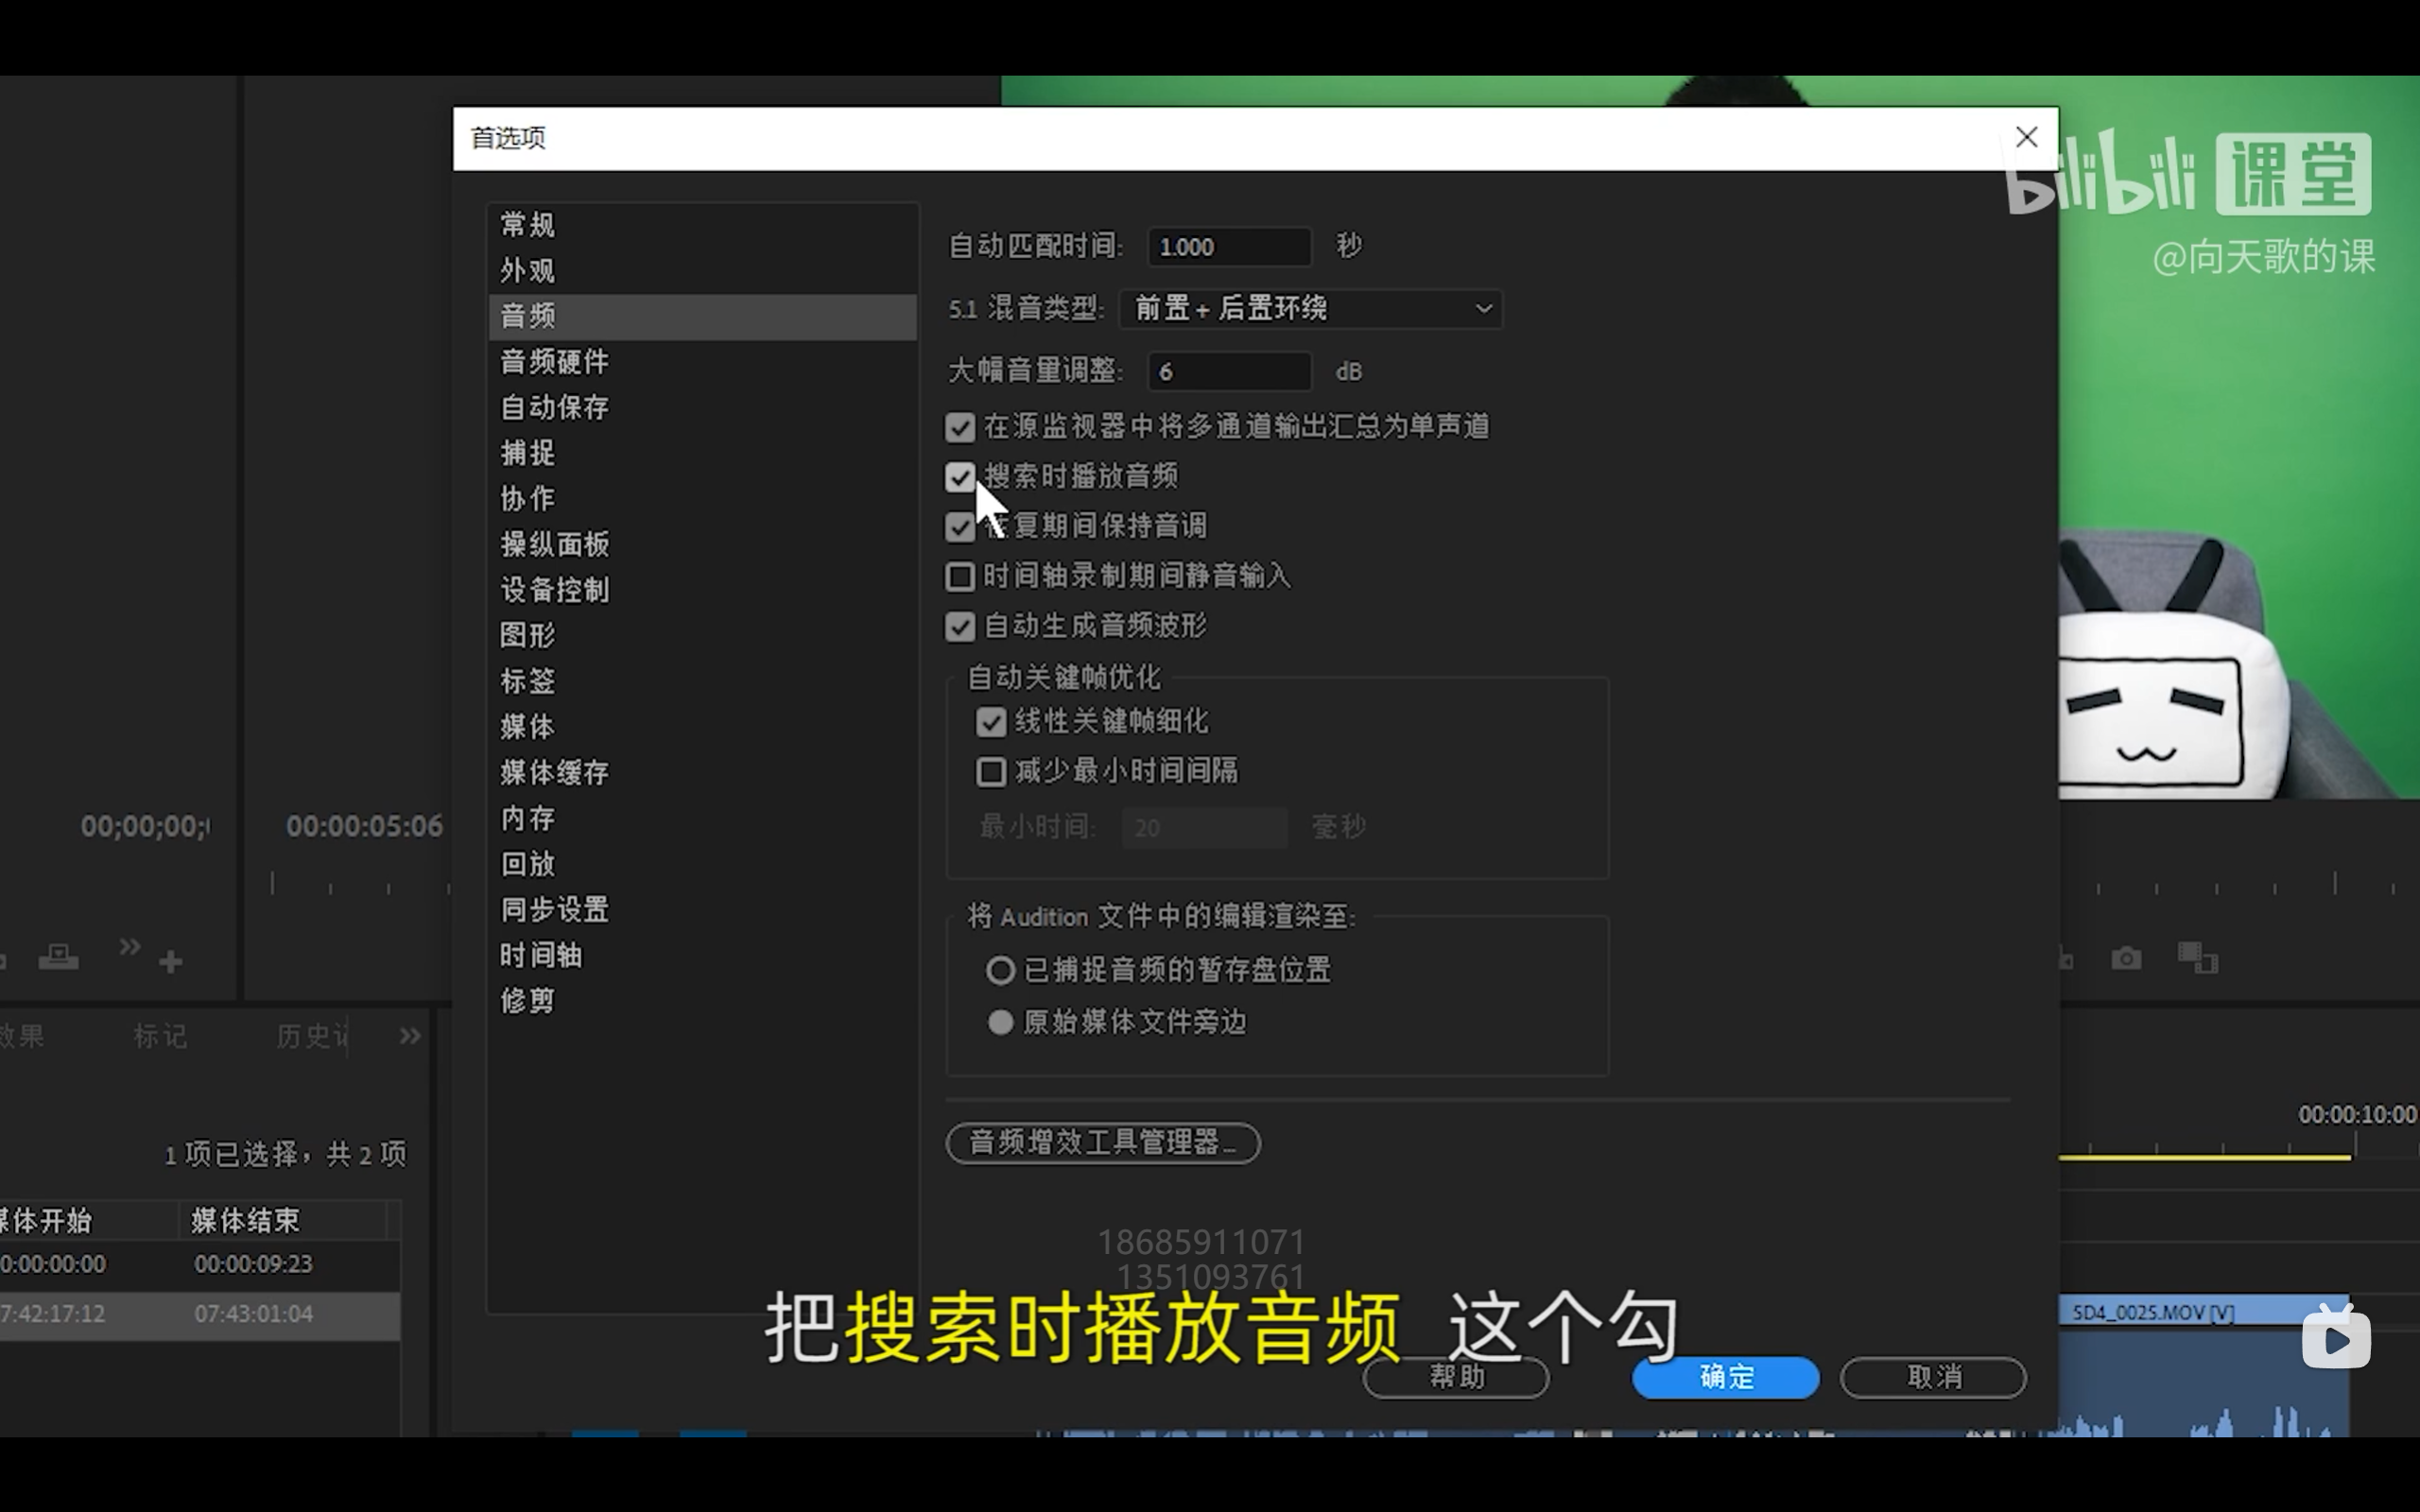 首选项
bilibili 课堂
@向天歌的课
常规
外观
音频
音频硬件
自动保存
捕捉
协作
操纵面板
设备控制
图形
标签
媒体
媒体缓存
内存
回放
同步设置
时间轴
修剪
自动匹配时间: 1.000 秒
5.1 混音类型: 前置 + 后置环绕
大幅音量调整: 6 dB
在源监视器中将多通道输出汇总为单声道
搜索时播放音频
复期间保持音调
时间轴录制期间静音输入
自动生成音频波形
自动关键帧优化
线性关键帧细化
减少最小时间间隔
最小时间: 20 毫秒
将 Audition 文件中的编辑渲染至:
已捕捉音频的暂存盘位置
原始媒体文件旁边
音频增效工具管理器...
18685911071
1351093761
把搜索时播放音频 这个勾
帮助 确定 取消
00;00;00;
00:00:05:06
效果 标记 历史记
1 项已选择，共 2 项
媒体开始 媒体结束
0:00:00:00 00:00:09:23
7:42:17:12 07:43:01:04
00:00:10:00
5D4_0025.MOV [V]